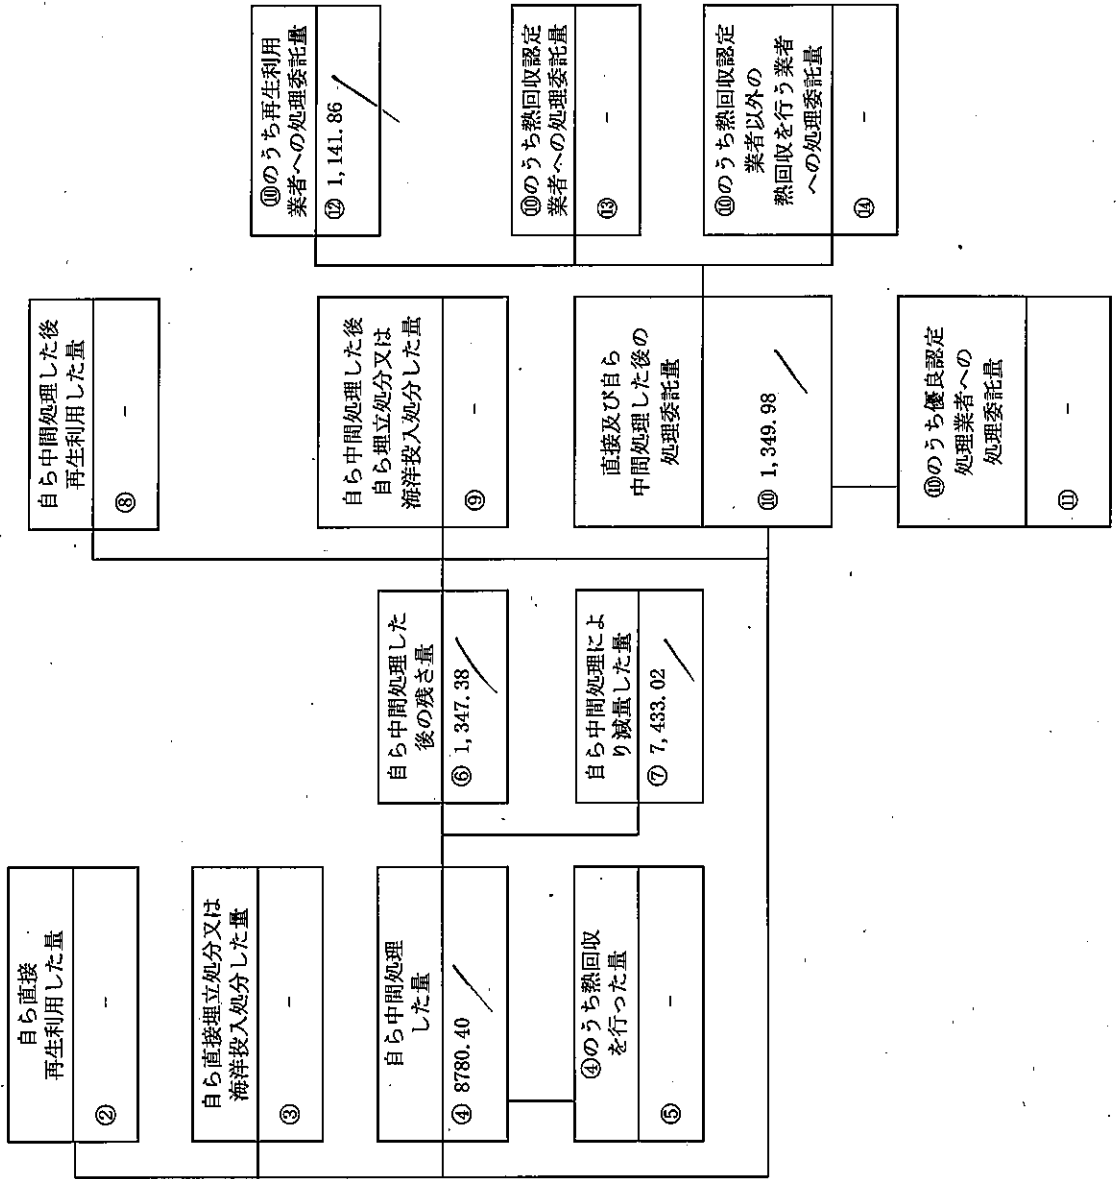 自ら直接
再生利用した量
② -
自ら直接埋立処分又は
海洋投入処分した量
③ -
自ら中間処理
した量
④ 8780.40
④のうち熱回収
を行った量
⑤ -
自ら中間処理した
後の残さ量
⑥ 1,347.38
自ら中間処理によ
り減量した量
⑦ 7,433.02
自ら中間処理した後
再生利用した量
⑧ -
自ら中間処理した後
自ら埋立処分又は
海洋投入処分した量
⑨ -
直接及び自ら
中間処理した後の
処理委託量
⑩ 1,349.98
⑩のうち優良認定
処理業者への
処理委託量
⑪ -
⑩のうち再生利用
業者への処理委託量
⑫ 1,141.86
⑩のうち熱回収認定
業者への処理委託量
⑬ -
⑩のうち熱回収認定
業者以外の
熱回収を行う業者
への処理委託量
⑭ -